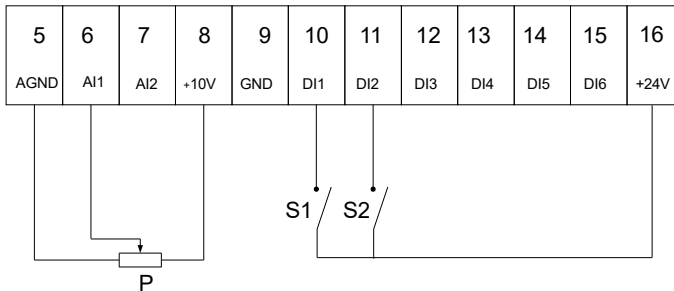 5 6 7 8 9 10 11 12 13 14 15 16
AGND AI1 AI2 +10V GND DI1 DI2 DI3 DI4 DI5 DI6 +24V
S1 S2
P